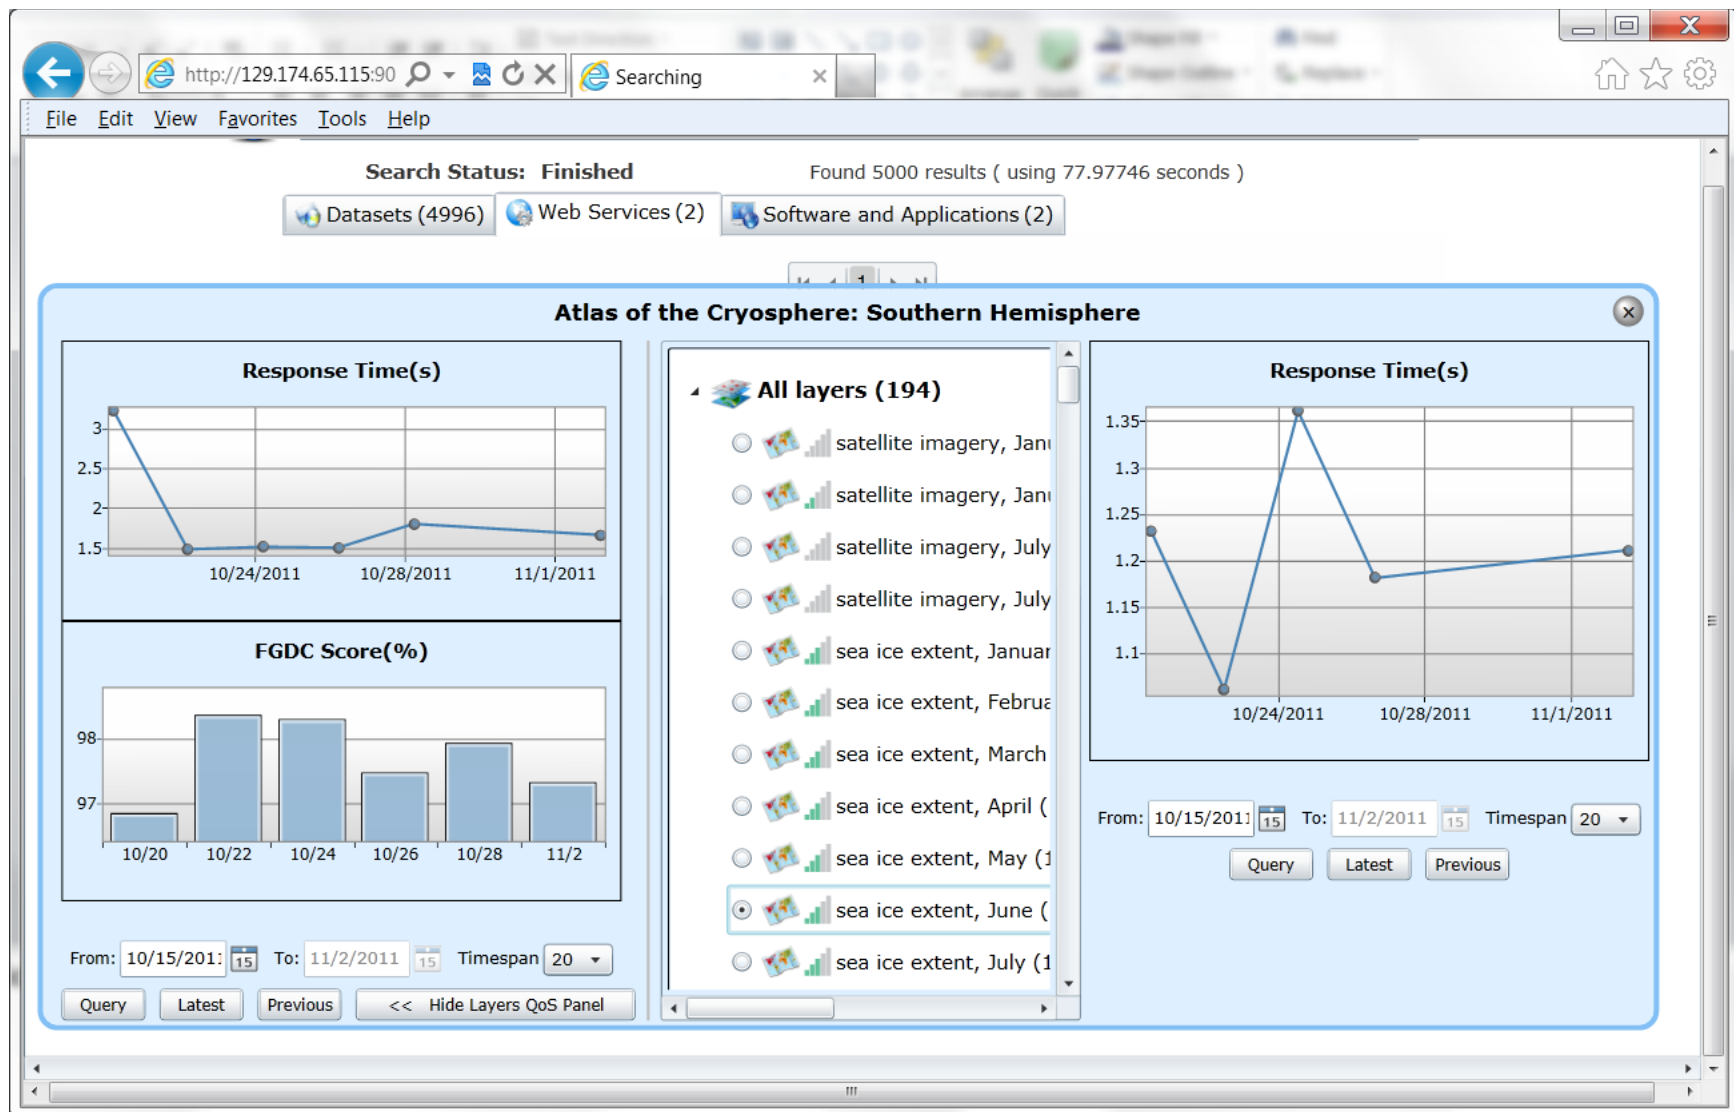 http://129.174.65.115:90
Searching
File Edit View Favorites Tools Help
Search Status: Finished
Found 5000 results ( using 77.97746 seconds )
Datasets (4996)
Web Services (2)
Software and Applications (2)
1
Atlas of the Cryosphere: Southern Hemisphere
Response Time(s)
3
2.5
2
1.5
10/24/2011 10/28/2011 11/1/2011
FGDC Score(%)
98
97
10/20 10/22 10/24 10/26 10/28 11/2
From: 10/15/2011 15 To: 11/2/2011 15 Timespan 20
Query Latest Previous << Hide Layers QoS Panel
All layers (194)
satellite imagery, Janu
satellite imagery, Janu
satellite imagery, July
satellite imagery, July
sea ice extent, Januar
sea ice extent, Februa
sea ice extent, March
sea ice extent, April (
sea ice extent, May (1
sea ice extent, June (
sea ice extent, July (1
Response Time(s)
1.35
1.3
1.25
1.2
1.15
1.1
10/24/2011 10/28/2011 11/1/2011
From: 10/15/2011 15 To: 11/2/2011 15 Timespan 20
Query Latest Previous